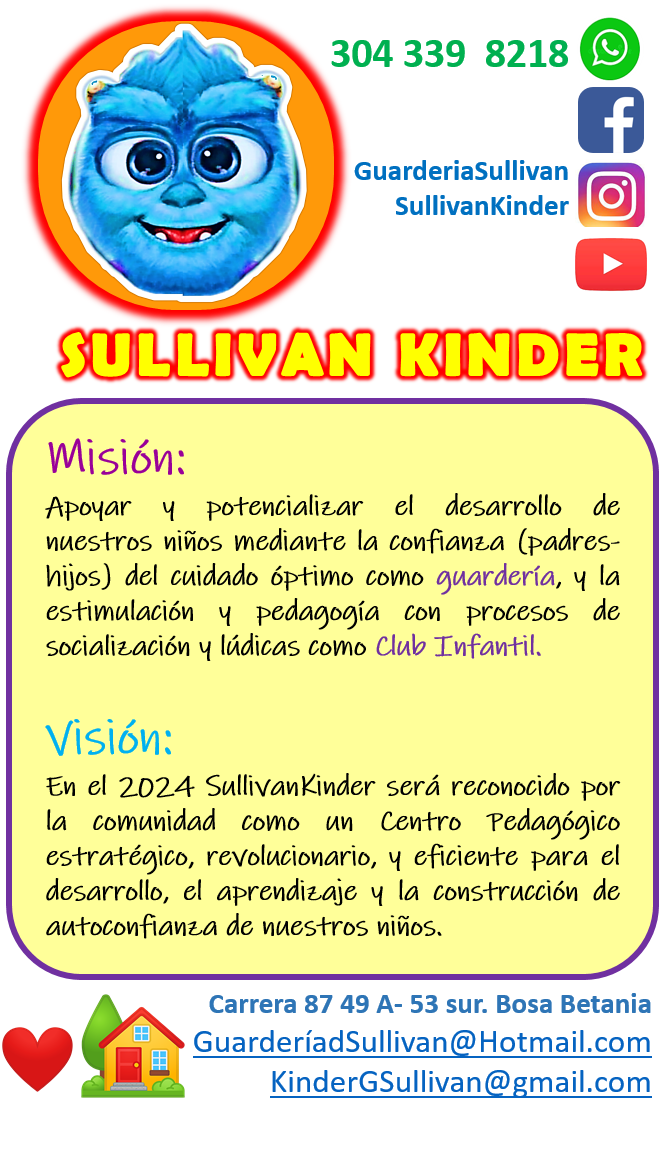 304 339 8218
GuarderiaSullivan
SullivanKinder
SULLIVAN KINDER
Misión:
Apoyar y potencializar el desarrollo de
nuestros niños mediante la confianza (padres-
hijos) del cuidado óptimo como guardería, y la
estimulación y pedagogía con procesos de
socialización y lúdicas como Club Infantil.
Visión:
En el 2024 SullivanKinder será reconocido por
la comunidad como un Centro Pedagógico
estratégico, revolucionario, y eficiente para el
desarrollo, el aprendizaje y la construcción de
autoconfianza de nuestros niños.
Carrera 87 49 A- 53 sur. Bosa Betania
GuarderíadSullivan@Hotmail.com
KinderGSullivan@gmail.com